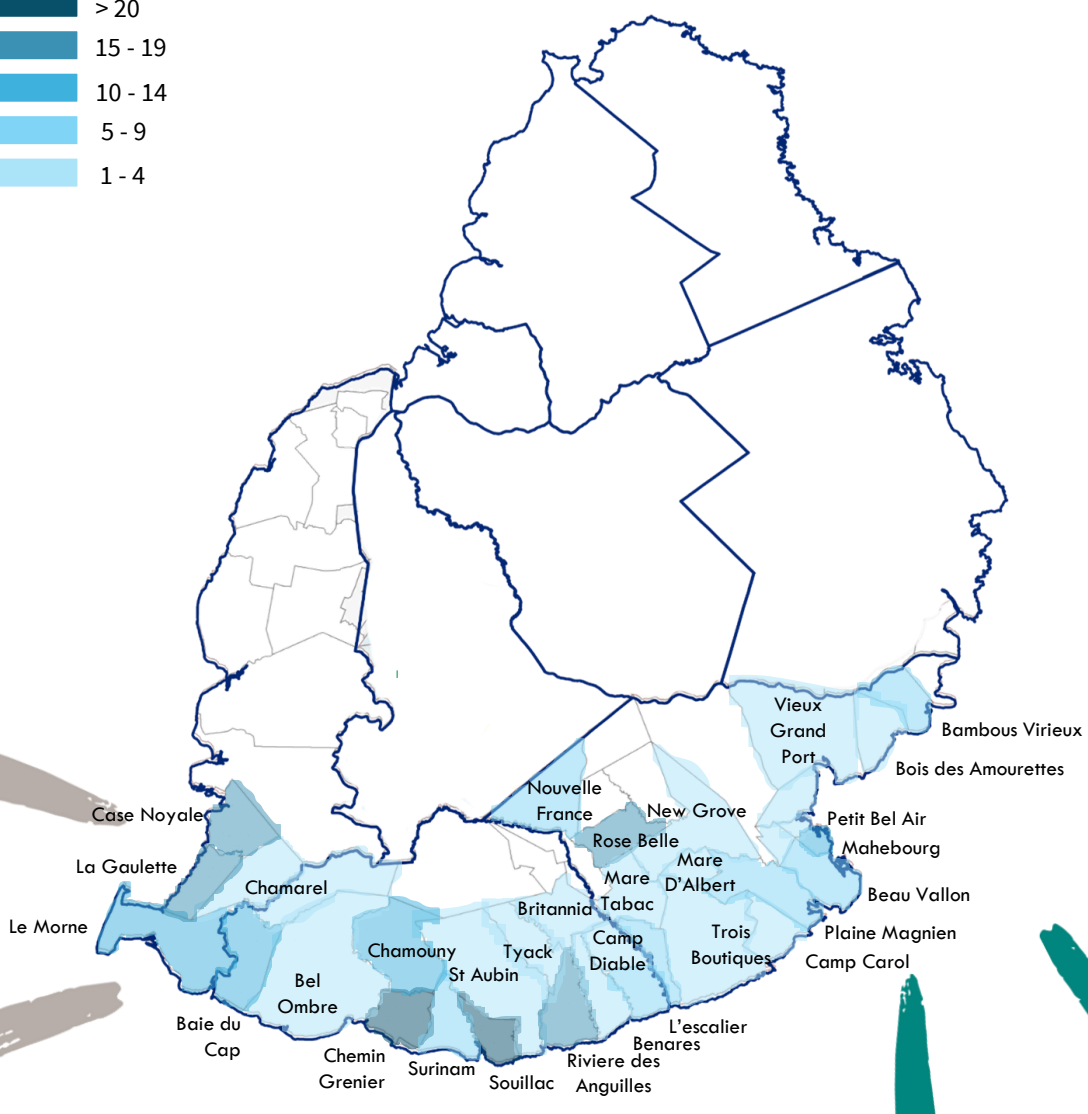 > 20
15 - 19
10 - 14
5 - 9
1 - 4
Vieux
Grand
Port
Bambous Virieux
Bois des Amourettes
Nouvelle
France
New Grove
Case Noyale
Petit Bel Air
Rose Belle
Mahebourg
La Gaulette
Mare
D'Albert
Chamarel
Mare
Tabac
Beau Vallon
Britannia
Le Morne
Plaine Magnien
Trois
Boutiques
Camp
Diable
Chamouny
Tyack
Camp Carol
St Aubin
Bel
Ombre
Baie du
Cap
L'escalier
Benares
Chemin
Grenier
Surinam
Riviere des
Anguilles
Souillac